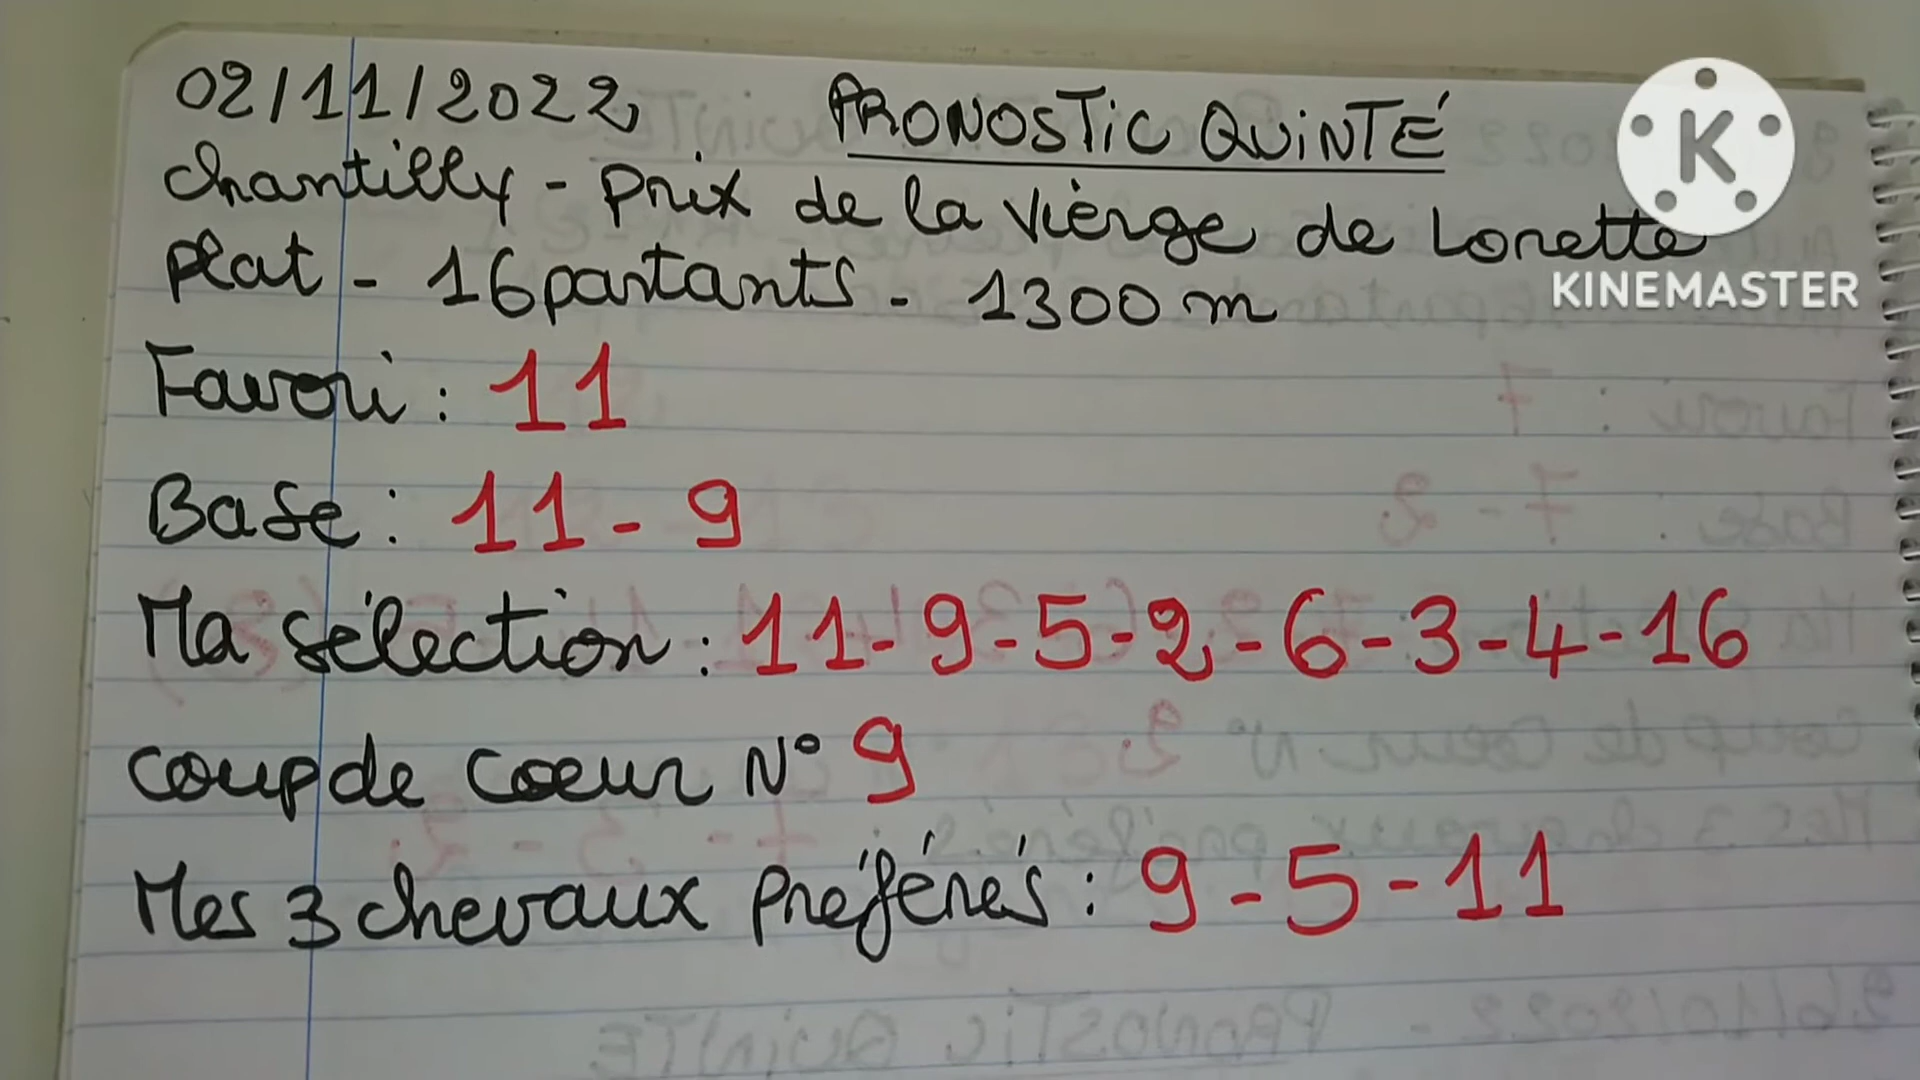 02/11/2022 PRONOSTIC QUINTÉ
Chantilly - Prix de la Vierge de Lorette
Plat - 16 partants - 1300 m
Favori : 11
Base : 11 - 9
Ma sélection : 11 - 9 - 5 - 2 - 6 - 3 - 4 - 16
coup de coeur N° 9
Mes 3 chevaux préférés : 9 - 5 - 11
K
KINEMASTER